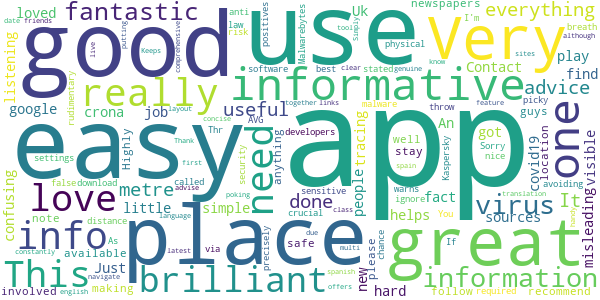 loved
fantastic
newspapers
everything
good
use
very
listening
really
informative
Contact
play
advice
find
google
crona
job
useful
easy
app
need
one
An
got
guys
tracing
throw
love
metre
done
people
well
stay
fact
virus
covid19
location
avoiding
visible
misleading
info
place
great
little
simple
safe
helps
It
sources
confusing
settings
note
available
This
Just
brilliant
information
new
please
hard
follow
recommend
involved
making
Uk
date
friends
live
putting
Keeps
comprehensive
positives
anti
law
risk
software
Malwarebytes
best
tool
Simply
clear
physical
stated
genuine
I'm
know
breath
although
sites
together
links
malware
feature
picky
rudimentary
layout
concise
Thank
Highly
Thr
AVG
anything
developers
Sorry
nice
Kaspersky
spain
warns
ignore
You
translation
handy
false
download
called
advise
first
security
poking
sensitive
crucial
class
distance
language
As
via
precisely
due
multi
chance
If
required
constantly
latest
navigate
english
offers
spanish